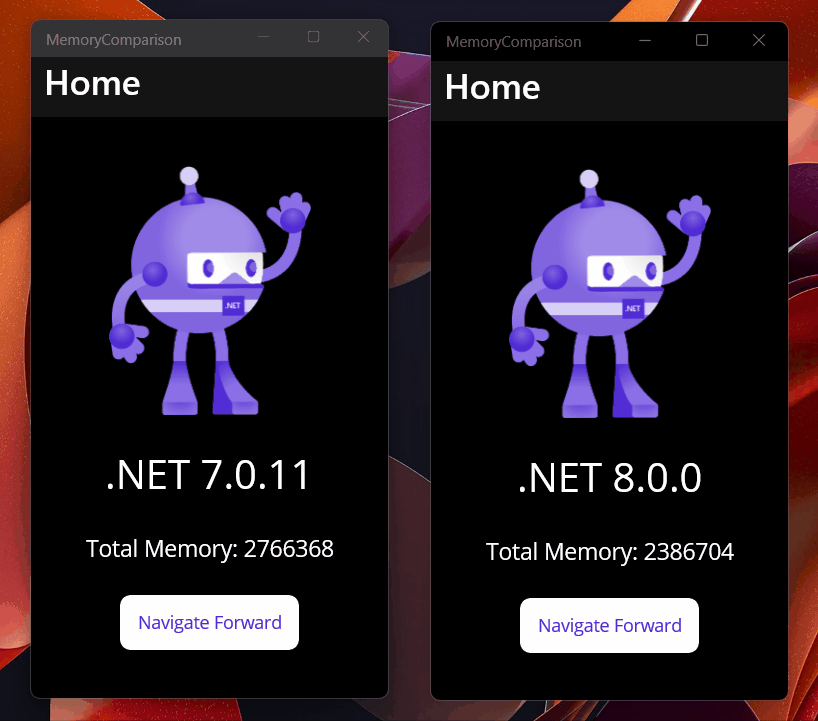 MemoryComparison
Home
.NET
.NET 7.0.11
Total Memory: 2766368
Navigate Forward
MemoryComparison
Home
.NET
.NET 8.0.0
Total Memory: 2386704
Navigate Forward